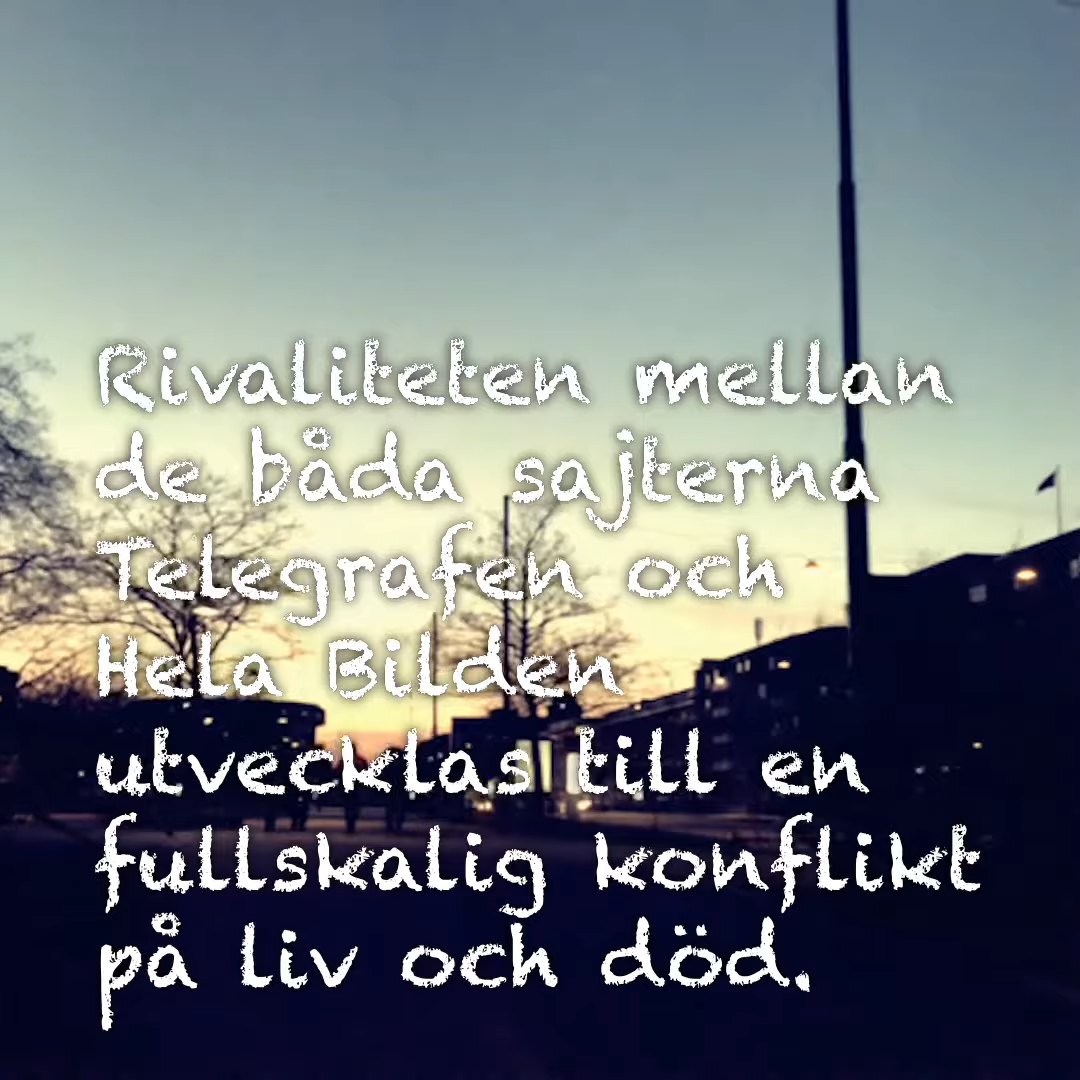 Rivaliteten mellan
de båda sajterna
Telegrafen och
Hela Bilden
utvecklas till en
fullskalig konflikt
på liv och död.